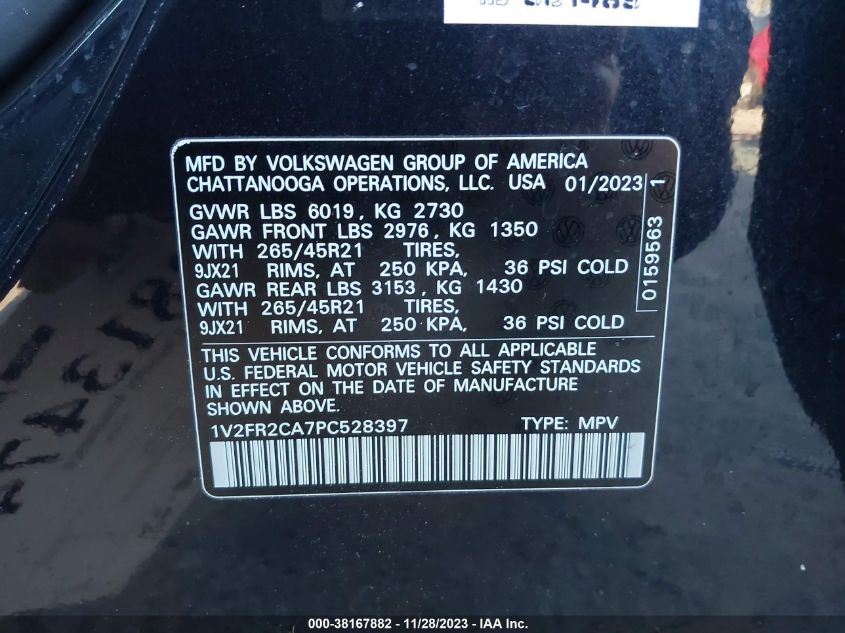 MFD BY VOLKSWAGEN GROUP OF AMERICA
CHATTANOOGA OPERATIONS, LLC. USA 01/2023 1
GVWR LBS 6019, KG 2730
GAWR FRONT LBS 2976, KG 1350
WITH 265/45R21 TIRES,
9JX21 RIMS, AT 250 KPA, 36 PSI COLD
GAWR REAR LBS 3153, KG 1430
WITH 265/45R21 TIRES,
9JX21 RIMS, AT 250 KPA, 36 PSI COLD
0159563
THIS VEHICLE CONFORMS TO ALL APPLICABLE
U.S. FEDERAL MOTOR VEHICLE SAFETY STANDARDS
IN EFFECT ON THE DATE OF MANUFACTURE
SHOWN ABOVE.
1V2FR2CA7PC528397 TYPE: MPV
000-38167882 - 11/28/2023 - IAA Inc.